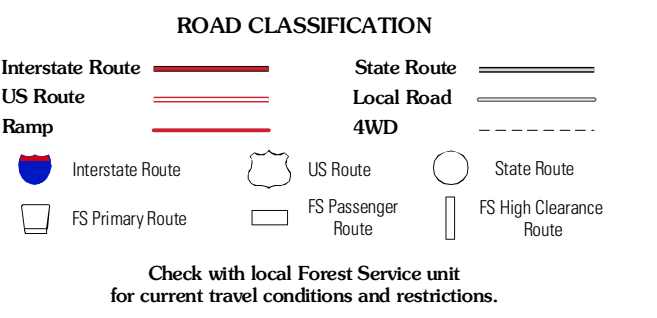 ROAD CLASSIFICATION
Interstate Route
State Route
US Route
Local Road
Ramp
4WD
Interstate Route
US Route
State Route
FS Primary Route
FS Passenger
Route
FS High Clearance
Route
Check with local Forest Service unit
for current travel conditions and restrictions.